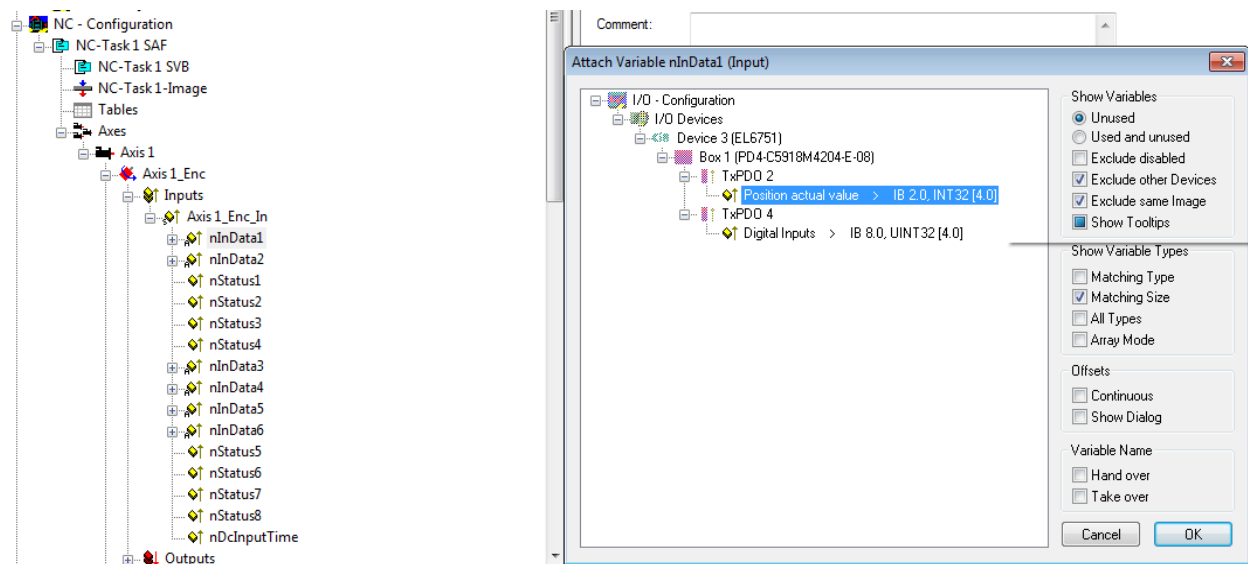 NC - Configuration
NC-Task 1 SAF
NC-Task 1 SVB
NC-Task 1-Image
Tables
Axes
Axis 1
Axis 1_Enc
Inputs
Axis 1_Enc_In
nInData1
nInData2
nStatus1
nStatus2
nStatus3
nStatus4
nInData3
nInData4
nInData5
nInData6
nStatus5
nStatus6
nStatus7
nStatus8
nDcInputTime
Outputs
Comment:
Attach Variable nInData1 (Input)
I/O - Configuration
I/O Devices
Device 3 (EL6751)
Box 1 (PD4-C5918M4204-E-08)
TxPDO 2
Position actual value > IB 2.0, INT32 [4.0]
TxPDO 4
Digital Inputs > IB 8.0, UINT32 [4.0]
Show Variables
Unused
Used and unused
Exclude disabled
Exclude other Devices
Exclude same Image
Show Tooltips
Show Variable Types
Matching Type
Matching Size
All Types
Array Mode
Offsets
Continuous
Show Dialog
Variable Name
Hand over
Take over
Cancel
OK